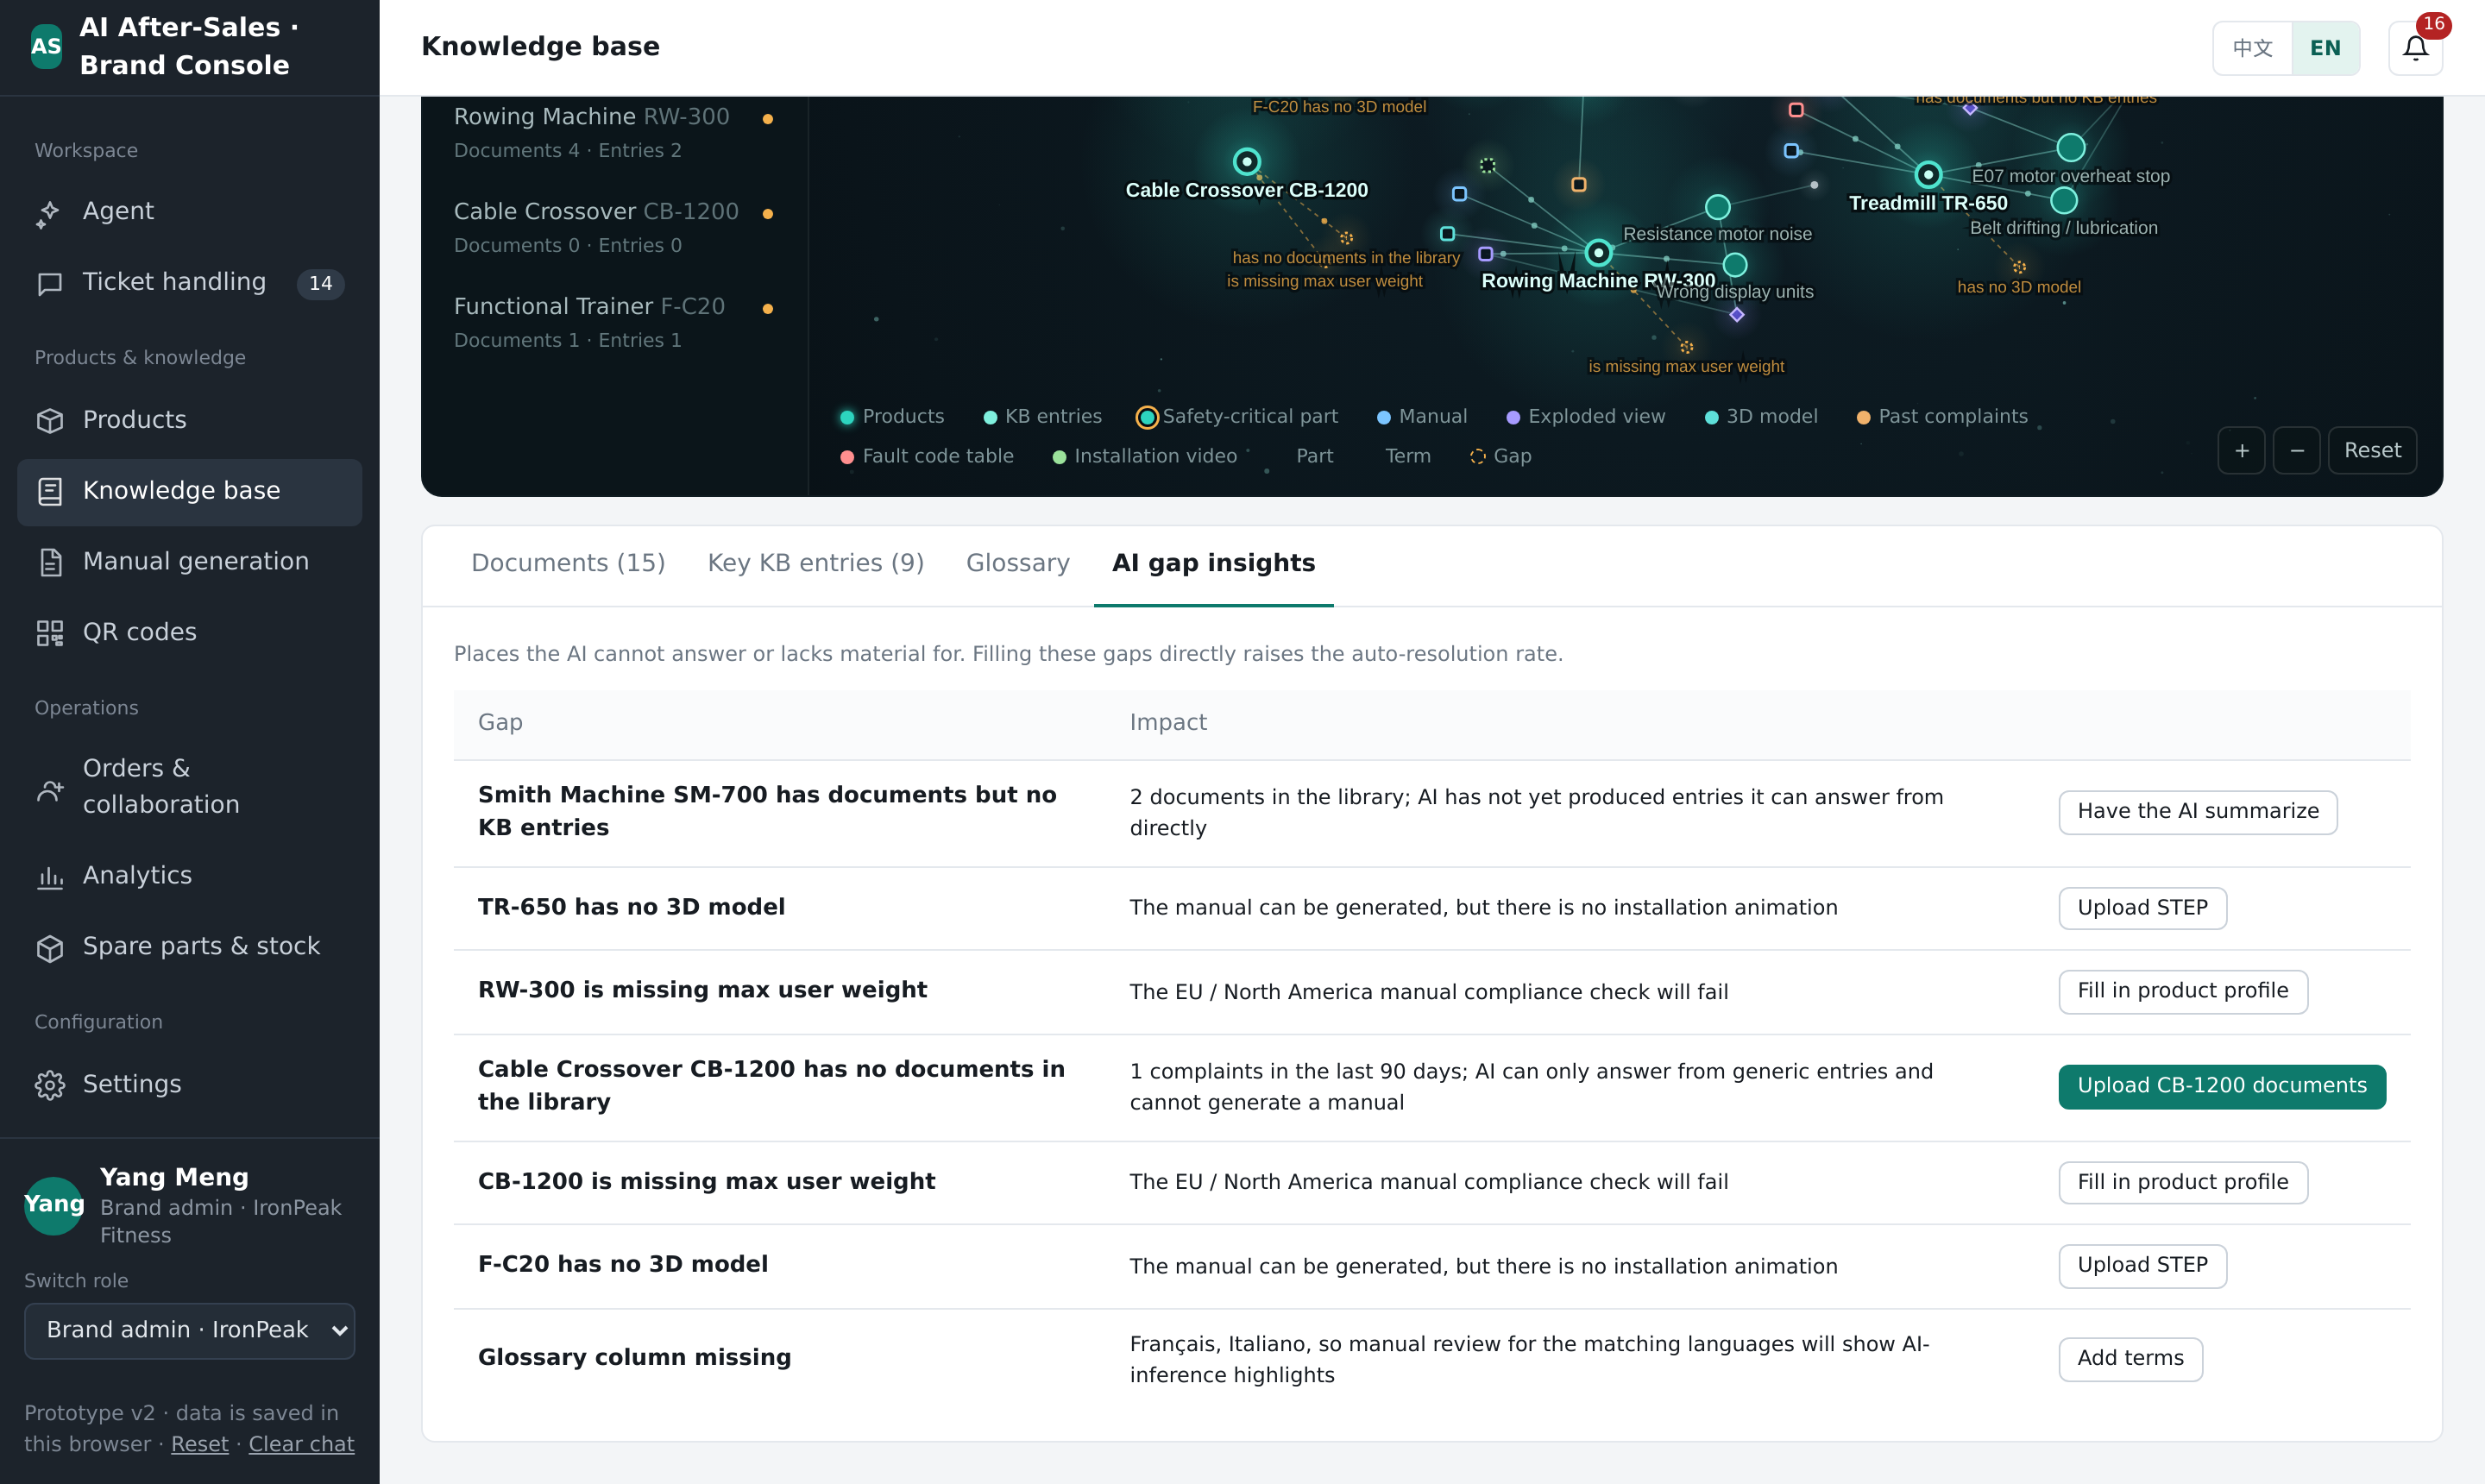 AS
AI After-Sales ·
Brand Console
Workspace
Agent
Ticket handling 14
Products & knowledge
Products
Knowledge base
Manual generation
QR codes
Operations
Orders &
collaboration
Analytics
Spare parts & stock
Configuration
Settings
Yang
Yang Meng
Brand admin · IronPeak
Fitness
Switch role
Brand admin · IronPeak
Prototype v2 · data is saved in
this browser · Reset · Clear chat
Knowledge base
中文 EN
16
Rowing Machine RW-300
Documents 4 · Entries 2
Cable Crossover CB-1200
Documents 0 · Entries 0
Functional Trainer F-C20
Documents 1 · Entries 1
F-C20 has no 3D model
has documents but no KB entries
Cable Crossover CB-1200
E07 motor overheat stop
Treadmill TR-650
Belt drifting / lubrication
Resistance motor noise
has no documents in the library
is missing max user weight
Rowing Machine RW-300
Wrong display units
has no 3D model
is missing max user weight
Products KB entries Safety-critical part Manual Exploded view 3D model Past complaints
Fault code table Installation video Part Term Gap
+ − Reset
Documents (15) Key KB entries (9) Glossary AI gap insights
Places the AI cannot answer or lacks material for. Filling these gaps directly raises the auto-resolution rate.
Gap Impact
Smith Machine SM-700 has documents but no
KB entries
2 documents in the library; AI has not yet produced entries it can answer from
directly
Have the AI summarize
TR-650 has no 3D model
The manual can be generated, but there is no installation animation
Upload STEP
RW-300 is missing max user weight
The EU / North America manual compliance check will fail
Fill in product profile
Cable Crossover CB-1200 has no documents in
the library
1 complaints in the last 90 days; AI can only answer from generic entries and
cannot generate a manual
Upload CB-1200 documents
CB-1200 is missing max user weight
The EU / North America manual compliance check will fail
Fill in product profile
F-C20 has no 3D model
The manual can be generated, but there is no installation animation
Upload STEP
Glossary column missing
Français, Italiano, so manual review for the matching languages will show AI-
inference highlights
Add terms